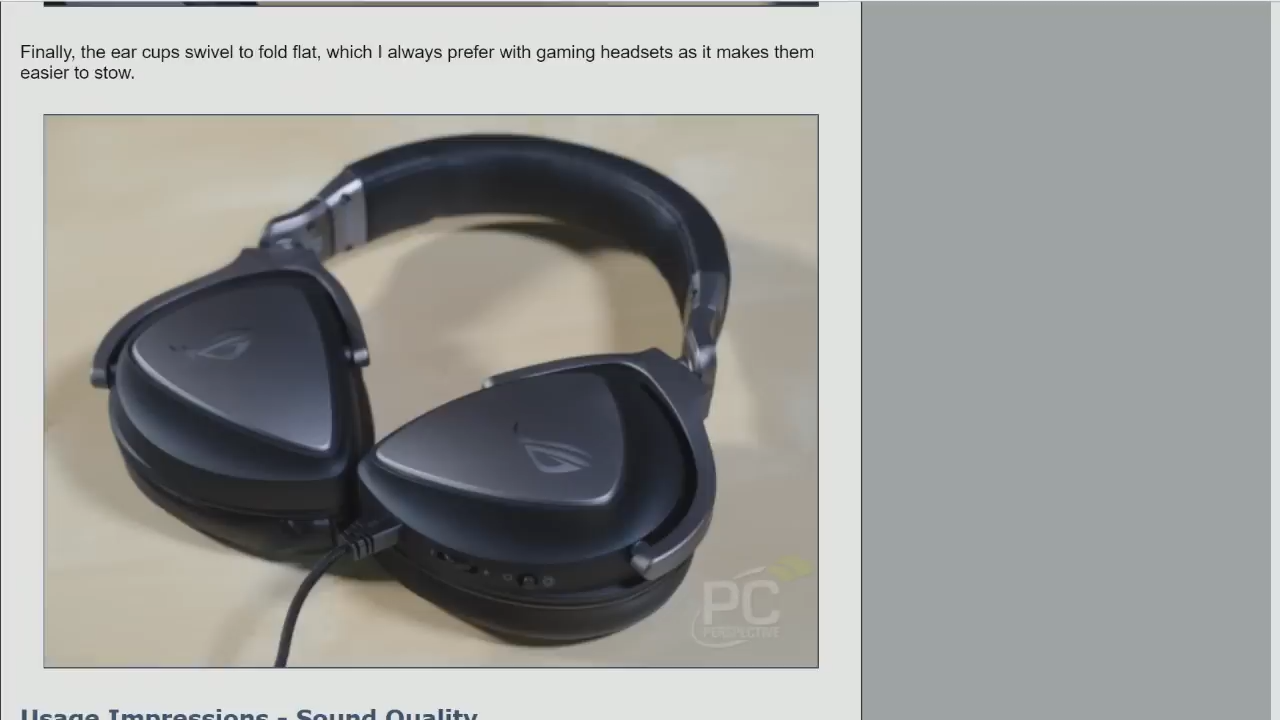 Finally, the ear cups swivel to fold flat, which I always prefer with gaming headsets as it makes them
easier to stow.
PC
PERSPECTIVE
Usage Impressions - Sound Quality